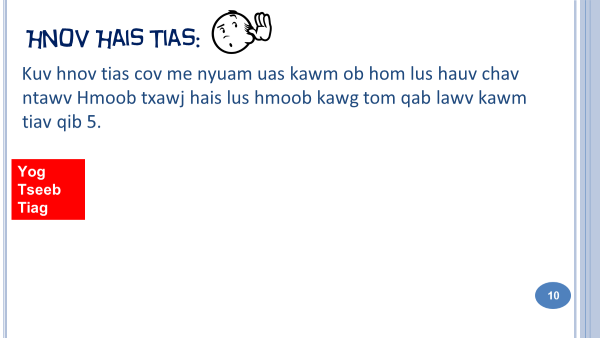 HNOV HAIS TIAS:
Kuv hnov tias cov me nyuam uas kawm ob hom lus hauv chav
ntawv Hmoob txawj hais lus hmoob kawg tom qab lawv kawm
tiav qib 5.
Yog
Tseeb
Tiag
10